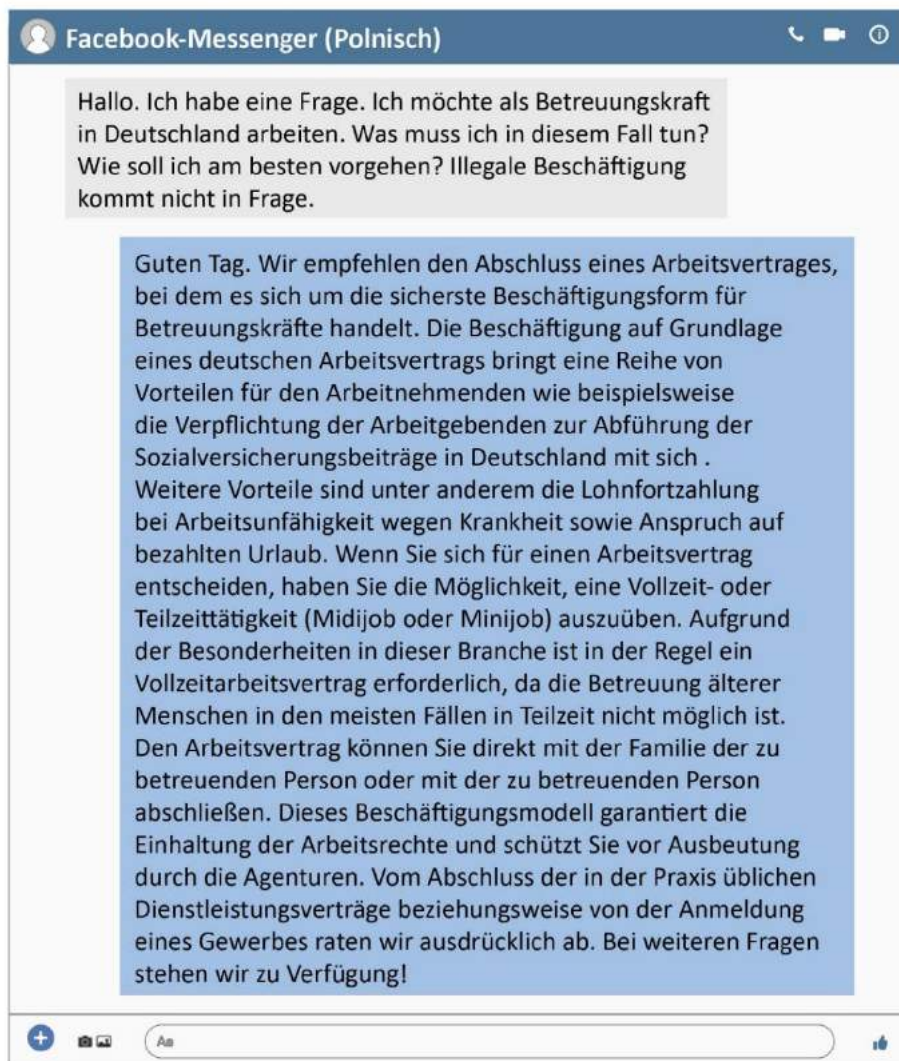 Facebook-Messenger (Polnisch)
Hallo. Ich habe eine Frage. Ich möchte als Betreuungskraft
in Deutschland arbeiten. Was muss ich in diesem Fall tun?
Wie soll ich am besten vorgehen? Illegale Beschäftigung
kommt nicht in Frage.
Guten Tag. Wir empfehlen den Abschluss eines Arbeitsvertrages,
bei dem es sich um die sicherste Beschäftigungsform für
Betreuungskräfte handelt. Die Beschäftigung auf Grundlage
eines deutschen Arbeitsvertrags bringt eine Reihe von
Vorteilen für den Arbeitnehmenden wie beispielsweise
die Verpflichtung der Arbeitgebenden zur Abführung der
Sozialversicherungsbeiträge in Deutschland mit sich .
Weitere Vorteile sind unter anderem die Lohnfortzahlung
bei Arbeitsunfähigkeit wegen Krankheit sowie Anspruch auf
bezahlten Urlaub. Wenn Sie sich für einen Arbeitsvertrag
entscheiden, haben Sie die Möglichkeit, eine Vollzeit- oder
Teilzeittätigkeit (Midijob oder Minijob) auszuüben. Aufgrund
der Besonderheiten in dieser Branche ist in der Regel ein
Vollzeitarbeitsvertrag erforderlich, da die Betreuung älterer
Menschen in den meisten Fällen in Teilzeit nicht möglich ist.
Den Arbeitsvertrag können Sie direkt mit der Familie der zu
betreuenden Person oder mit der zu betreuenden Person
abschließen. Dieses Beschäftigungsmodell garantiert die
Einhaltung der Arbeitsrechte und schützt Sie vor Ausbeutung
durch die Agenturen. Vom Abschluss der in der Praxis üblichen
Dienstleistungsverträge beziehungsweise von der Anmeldung
eines Gewerbes raten wir ausdrücklich ab. Bei weiteren Fragen
stehen wir zu Verfügung!
Aa